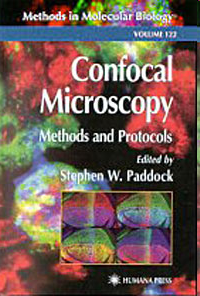 Methods in Molecular Biology
VOLUME 122
Confocal
Microscopy
Methods and Protocols
Edited by
Stephen W. Paddock
HUMANA PRESS